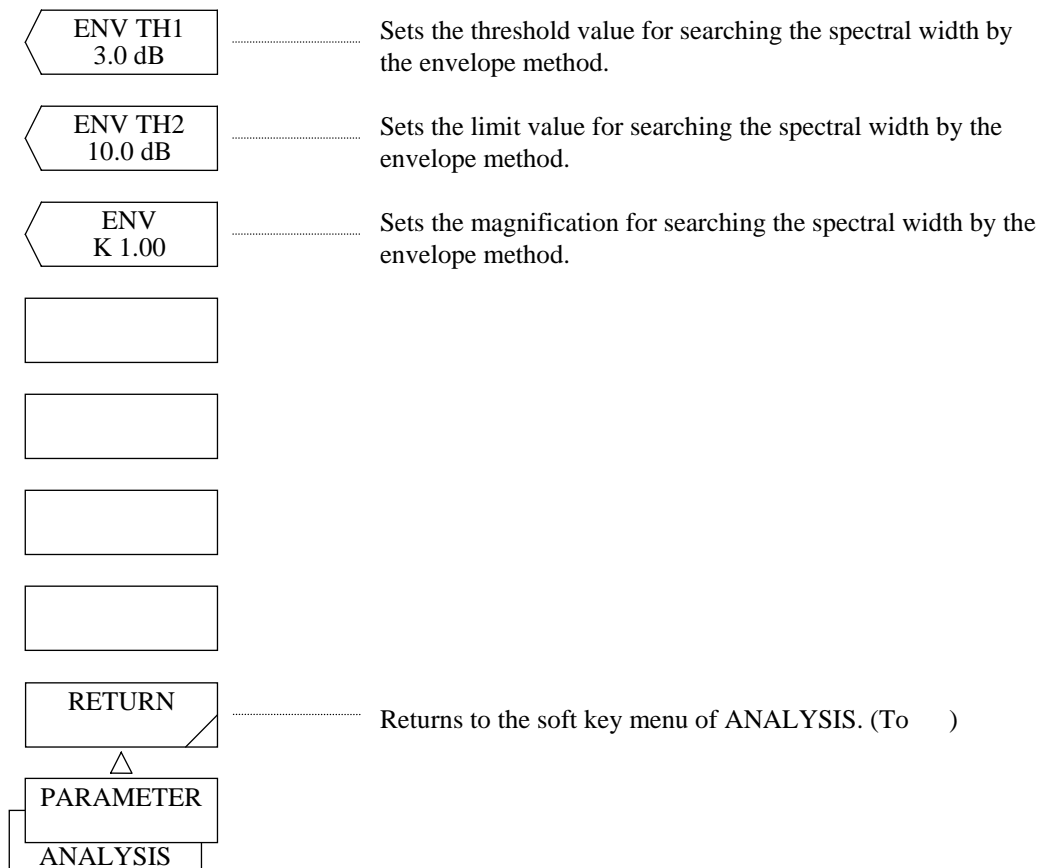 ENV TH1
3.0 dB
Sets the threshold value for searching the spectral width by
the envelope method.
ENV TH2
10.0 dB
Sets the limit value for searching the spectral width by the
envelope method.
ENV
K 1.00
Sets the magnification for searching the spectral width by the
envelope method.
RETURN
Returns to the soft key menu of ANALYSIS. (To )
PARAMETER
ANALYSIS